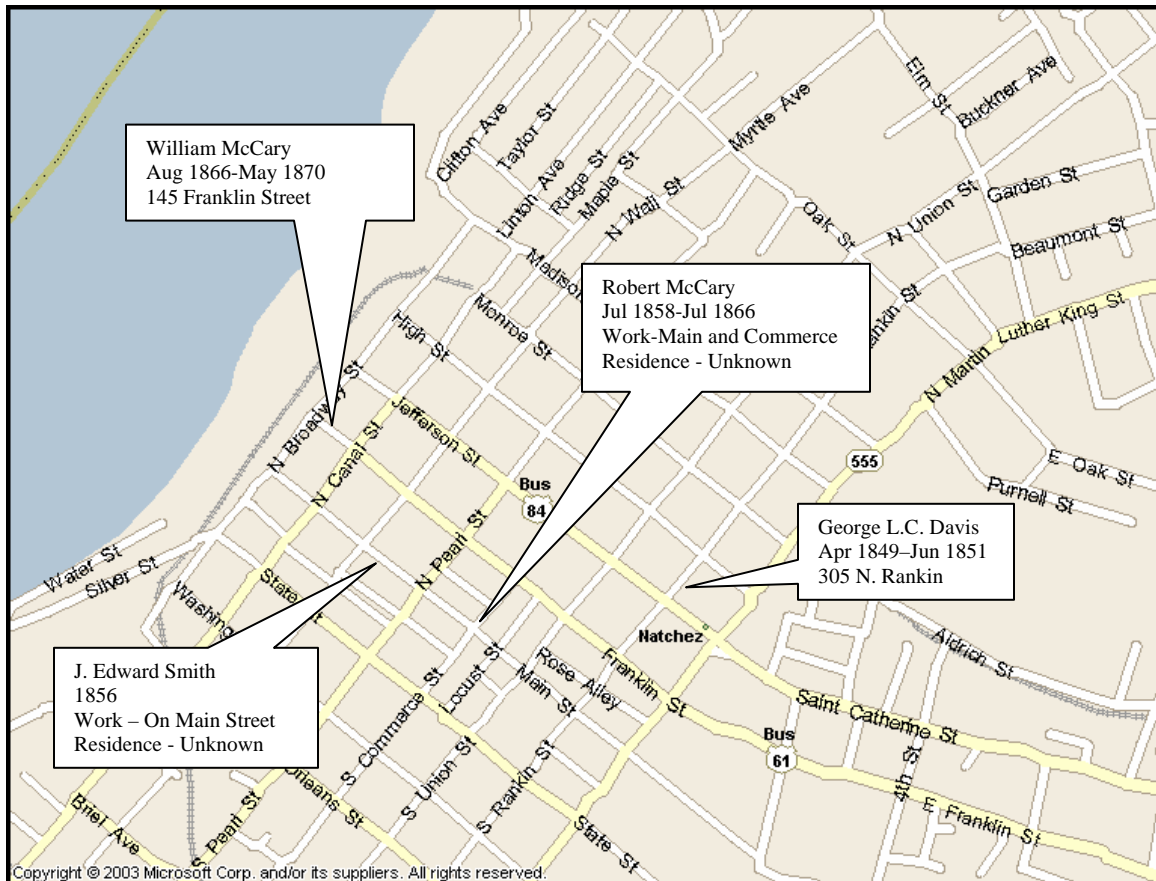 William McCary
Aug 1866-May 1870
145 Franklin Street
Robert McCary
Jul 1858-Jul 1866
Work-Main and Commerce
Residence - Unknown
George L.C. Davis
Apr 1849–Jun 1851
305 N. Rankin
J. Edward Smith
1856
Work – On Main Street
Residence - Unknown
Clifton Ave
Taylor St
Linton Ave
Ridge St
Maple St
N Wall St
Myrtle Ave
Elm St
Buckner Ave
Garden St
N Union St
Beaumont St
Oak St
Madison
Monroe St
High St
N Broadway St
Jefferson St
N Canal St
Bus
84
N Pearl St
Rankin St
N Martin Luther King St
555
E Oak St
Purnell St
Water St
Silver St
State St
Natchez
Aldrich St
Rose Alley
Franklin St
Main St
Locust St
S Commerce St
S Union St
S Rankin St
Saint Catherine St
Bus
61
4th St
E Franklin St
State St
S Pearl St
Briel Ave
Copyright © 2003 Microsoft Corp. and/or its suppliers. All rights reserved.